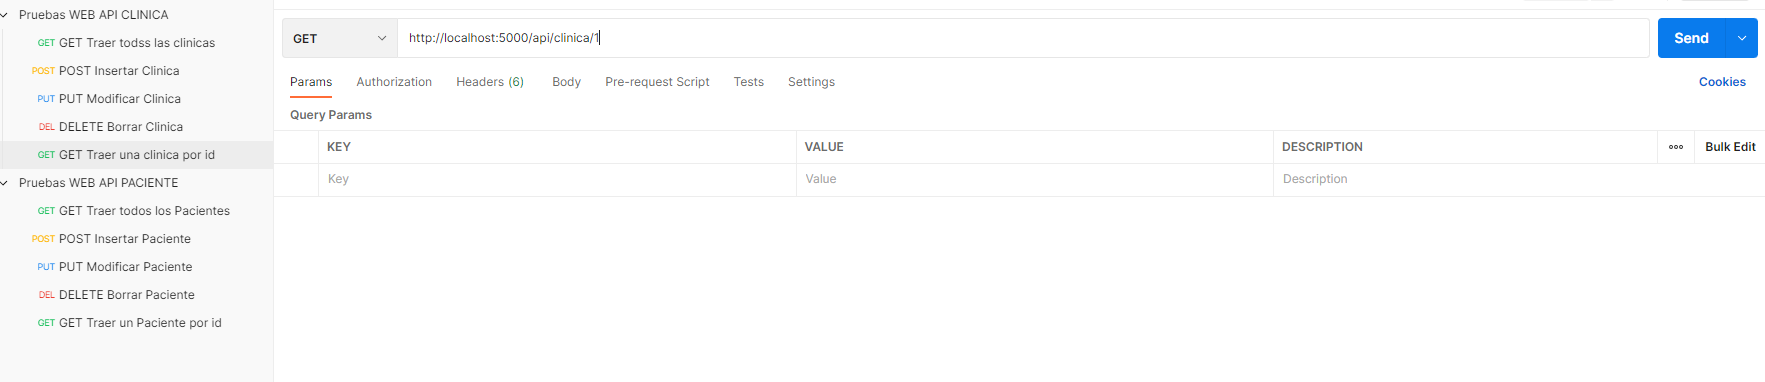 Pruebas WEB API CLINICA
GET GET Traer todss las clinicas
POST POST Insertar Clinica
PUT PUT Modificar Clinica
DEL DELETE Borrar Clinica
GET GET Traer una clinica por id
Pruebas WEB API PACIENTE
GET GET Traer todos los Pacientes
POST POST Insertar Paciente
PUT PUT Modificar Paciente
DEL DELETE Borrar Paciente
GET GET Traer un Paciente por id
GET http://localhost:5000/api/clinica/1 Send
Params Authorization Headers (6) Body Pre-request Script Tests Settings Cookies
Query Params
KEY VALUE DESCRIPTION Bulk Edit
Key Value Description